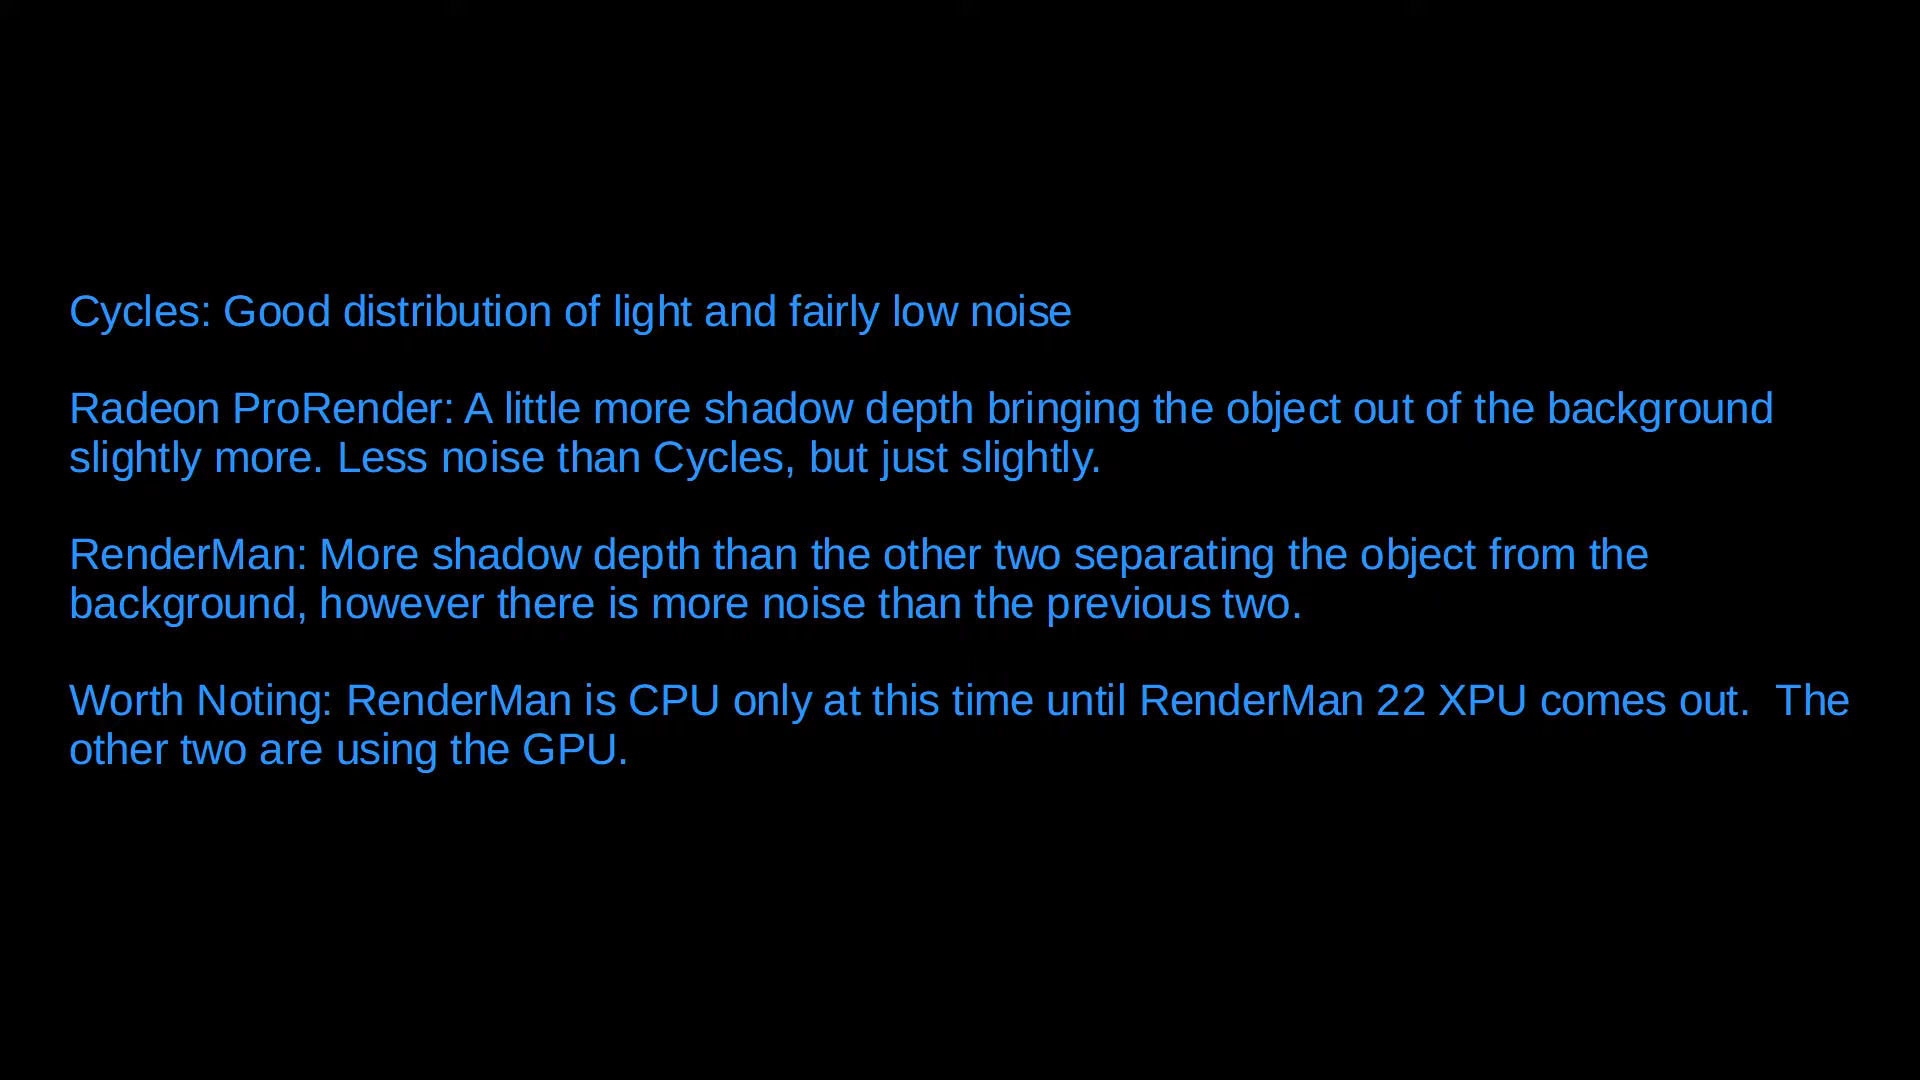 Cycles: Good distribution of light and fairly low noise
Radeon ProRender: A little more shadow depth bringing the object out of the background
slightly more. Less noise than Cycles, but just slightly.
RenderMan: More shadow depth than the other two separating the object from the
background, however there is more noise than the previous two.
Worth Noting: RenderMan is CPU only at this time until RenderMan 22 XPU comes out.  The
other two are using the GPU.